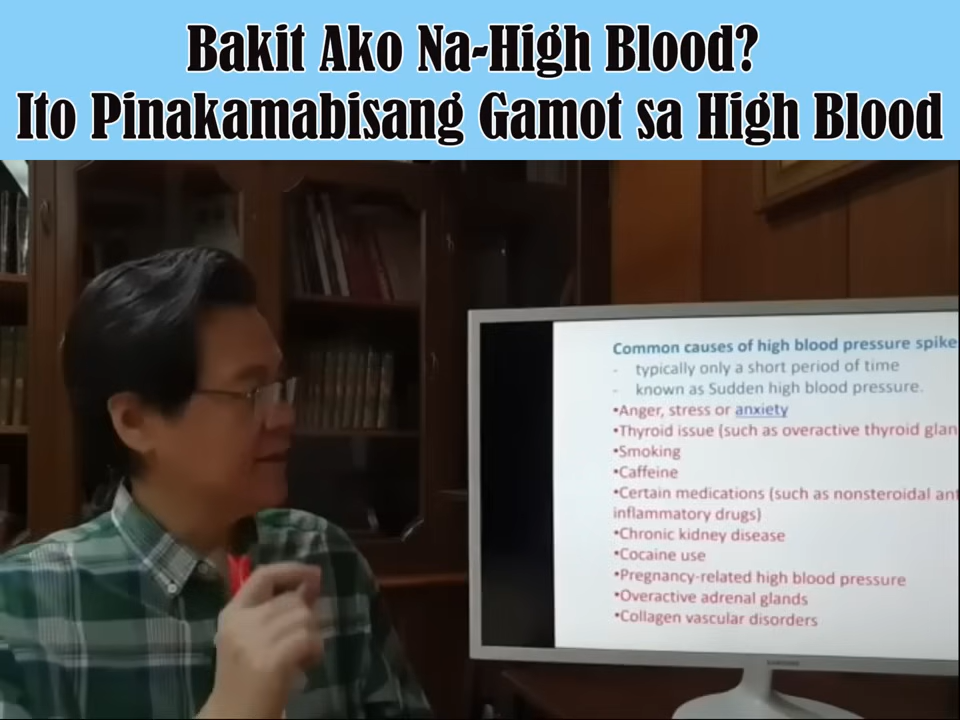 Bakit Ako Na-High Blood?
Ito Pinakamabisang Gamot sa High Blood
Common causes of high blood pressure spike
- typically only a short period of time
- known as Sudden high blood pressure.
•Anger, stress or anxiety
•Thyroid issue (such as overactive thyroid glan
•Smoking
•Caffeine
•Certain medications (such as nonsteroidal ant
inflammatory drugs)
•Chronic kidney disease
•Cocaine use
•Pregnancy-related high blood pressure
•Overactive adrenal glands
•Collagen vascular disorders
SAMSUNG